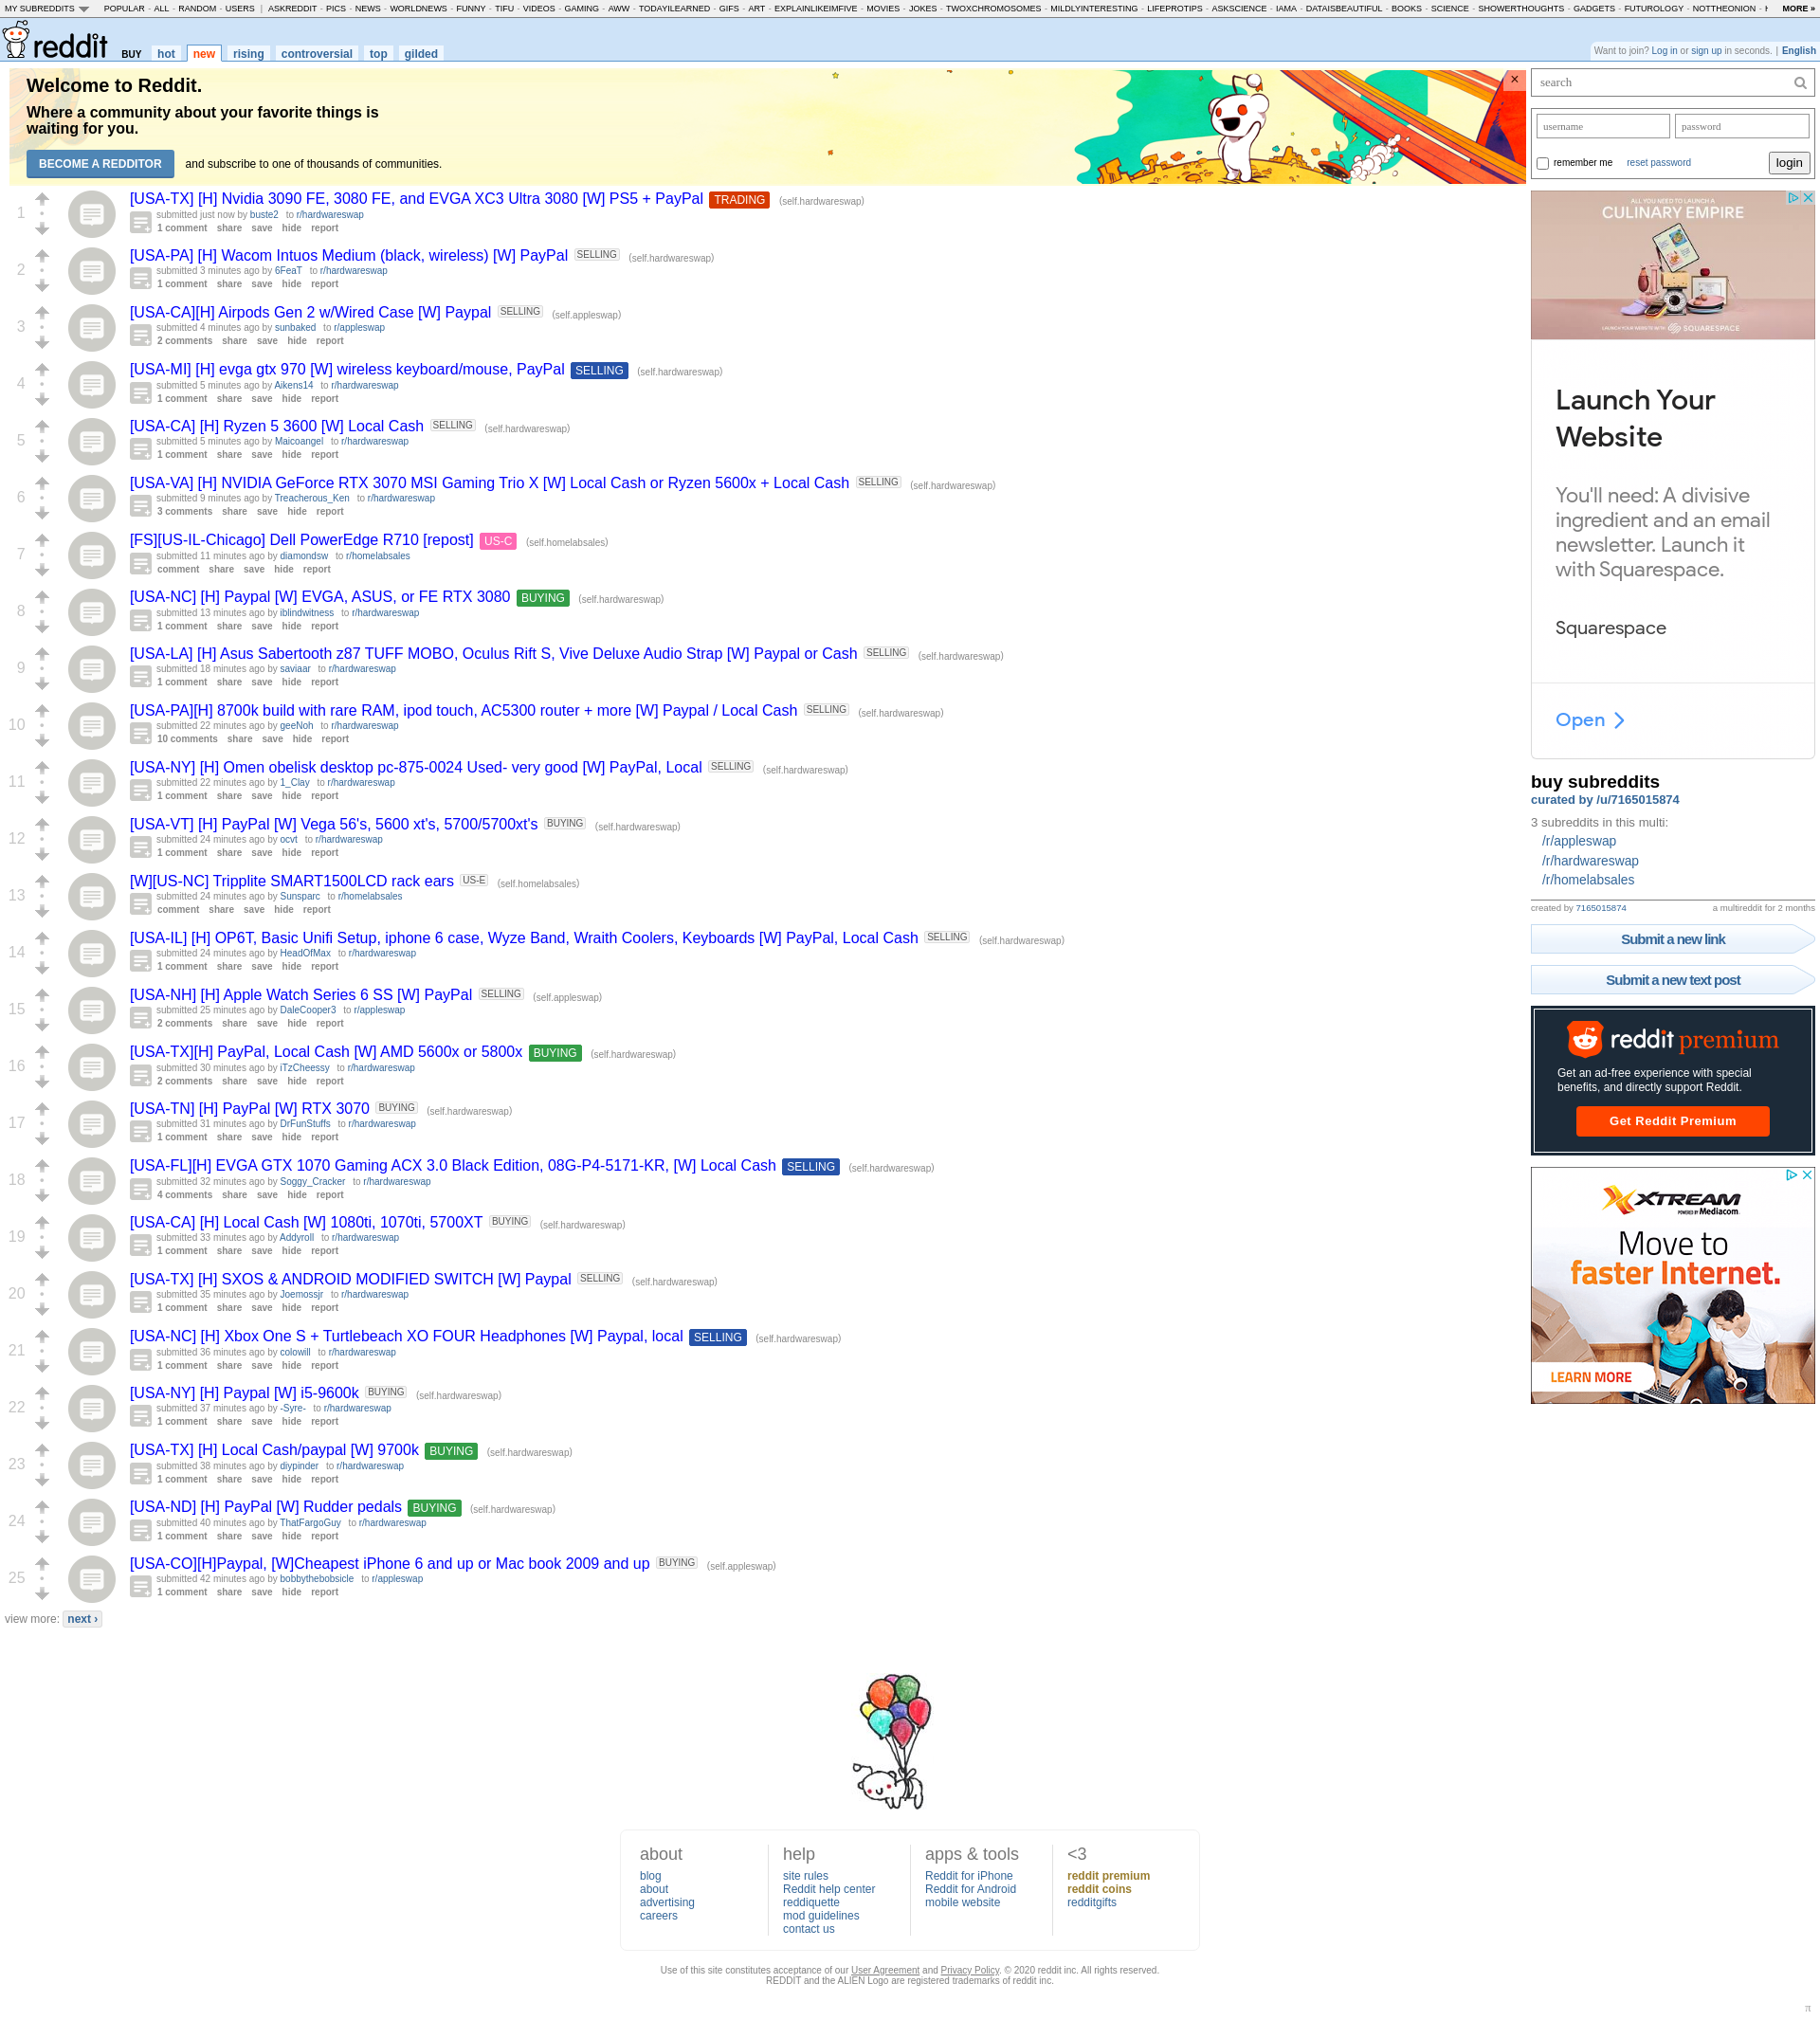 MY SUBREDDITS POPULAR - ALL - RANDOM - USERS | ASKREDDIT - PICS - NEWS - WORLDNEWS - FUNNY - TIFU - VIDEOS - GAMING - AWW - TODAYILEARNED - GIFS - ART - EXPLAINLIKEIMFIVE - MOVIES - JOKES - TWOXCHROMOSOMES - MILDLYINTERESTING - LIFEPROTIPS - ASKSCIENCE - IAMA - DATAISBEAUTIFUL - BOOKS - SCIENCE - SHOWERTHOUGHTS - GADGETS - FUTUROLOGY - NOTTHEONION - MORE »
reddit BUY hot new rising controversial top gilded
Want to join? Log in or sign up in seconds. | English
Welcome to Reddit.
Where a community about your favorite things is
waiting for you.
BECOME A REDDITOR and subscribe to one of thousands of communities.
×
1
[USA-TX] [H] Nvidia 3090 FE, 3080 FE, and EVGA XC3 Ultra 3080 [W] PS5 + PayPal TRADING (self.hardwareswap)
submitted just now by buste2 to r/hardwareswap
1 comment share save hide report
2
[USA-PA] [H] Wacom Intuos Medium (black, wireless) [W] PayPal SELLING (self.hardwareswap)
submitted 3 minutes ago by 6FeaT to r/hardwareswap
1 comment share save hide report
3
[USA-CA][H] Airpods Gen 2 w/Wired Case [W] Paypal SELLING (self.appleswap)
submitted 4 minutes ago by sunbaked to r/appleswap
2 comments share save hide report
4
[USA-MI] [H] evga gtx 970 [W] wireless keyboard/mouse, PayPal SELLING (self.hardwareswap)
submitted 5 minutes ago by Aikens14 to r/hardwareswap
1 comment share save hide report
5
[USA-CA] [H] Ryzen 5 3600 [W] Local Cash SELLING (self.hardwareswap)
submitted 5 minutes ago by Maicoangel to r/hardwareswap
1 comment share save hide report
6
[USA-VA] [H] NVIDIA GeForce RTX 3070 MSI Gaming Trio X [W] Local Cash or Ryzen 5600x + Local Cash SELLING (self.hardwareswap)
submitted 9 minutes ago by Treacherous_Ken to r/hardwareswap
3 comments share save hide report
7
[FS][US-IL-Chicago] Dell PowerEdge R710 [repost] US-C (self.homelabsales)
submitted 11 minutes ago by diamondsw to r/homelabsales
comment share save hide report
8
[USA-NC] [H] Paypal [W] EVGA, ASUS, or FE RTX 3080 BUYING (self.hardwareswap)
submitted 13 minutes ago by iblindwitness to r/hardwareswap
1 comment share save hide report
9
[USA-LA] [H] Asus Sabertooth z87 TUFF MOBO, Oculus Rift S, Vive Deluxe Audio Strap [W] Paypal or Cash SELLING (self.hardwareswap)
submitted 18 minutes ago by saviaar to r/hardwareswap
1 comment share save hide report
10
[USA-PA][H] 8700k build with rare RAM, ipod touch, AC5300 router + more [W] Paypal / Local Cash SELLING (self.hardwareswap)
submitted 22 minutes ago by geeNoh to r/hardwareswap
10 comments share save hide report
11
[USA-NY] [H] Omen obelisk desktop pc-875-0024 Used- very good [W] PayPal, Local SELLING (self.hardwareswap)
submitted 22 minutes ago by 1_Clay to r/hardwareswap
1 comment share save hide report
12
[USA-VT] [H] PayPal [W] Vega 56's, 5600 xt's, 5700/5700xt's BUYING (self.hardwareswap)
submitted 24 minutes ago by ocvt to r/hardwareswap
1 comment share save hide report
13
[W][US-NC] Tripplite SMART1500LCD rack ears US-E (self.homelabsales)
submitted 24 minutes ago by Sunsparc to r/homelabsales
comment share save hide report
14
[USA-IL] [H] OP6T, Basic Unifi Setup, iphone 6 case, Wyze Band, Wraith Coolers, Keyboards [W] PayPal, Local Cash SELLING (self.hardwareswap)
submitted 24 minutes ago by HeadOfMax to r/hardwareswap
1 comment share save hide report
15
[USA-NH] [H] Apple Watch Series 6 SS [W] PayPal SELLING (self.appleswap)
submitted 25 minutes ago by DaleCooper3 to r/appleswap
2 comments share save hide report
16
[USA-TX][H] PayPal, Local Cash [W] AMD 5600x or 5800x BUYING (self.hardwareswap)
submitted 30 minutes ago by iTzCheessy to r/hardwareswap
2 comments share save hide report
17
[USA-TN] [H] PayPal [W] RTX 3070 BUYING (self.hardwareswap)
submitted 31 minutes ago by DrFunStuffs to r/hardwareswap
1 comment share save hide report
18
[USA-FL][H] EVGA GTX 1070 Gaming ACX 3.0 Black Edition, 08G-P4-5171-KR, [W] Local Cash SELLING (self.hardwareswap)
submitted 32 minutes ago by Soggy_Cracker to r/hardwareswap
4 comments share save hide report
19
[USA-CA] [H] Local Cash [W] 1080ti, 1070ti, 5700XT BUYING (self.hardwareswap)
submitted 33 minutes ago by Addyroll to r/hardwareswap
1 comment share save hide report
20
[USA-TX] [H] SXOS & ANDROID MODIFIED SWITCH [W] Paypal SELLING (self.hardwareswap)
submitted 35 minutes ago by Joemossjr to r/hardwareswap
1 comment share save hide report
21
[USA-NC] [H] Xbox One S + Turtlebeach XO FOUR Headphones [W] Paypal, local SELLING (self.hardwareswap)
submitted 36 minutes ago by colowill to r/hardwareswap
1 comment share save hide report
22
[USA-NY] [H] Paypal [W] i5-9600k BUYING (self.hardwareswap)
submitted 37 minutes ago by -Syre- to r/hardwareswap
1 comment share save hide report
23
[USA-TX] [H] Local Cash/paypal [W] 9700k BUYING (self.hardwareswap)
submitted 38 minutes ago by diypinder to r/hardwareswap
1 comment share save hide report
24
[USA-ND] [H] PayPal [W] Rudder pedals BUYING (self.hardwareswap)
submitted 40 minutes ago by ThatFargoGuy to r/hardwareswap
1 comment share save hide report
25
[USA-CO][H]Paypal, [W]Cheapest iPhone 6 and up or Mac book 2009 and up BUYING (self.appleswap)
submitted 42 minutes ago by bobbythebobsicle to r/appleswap
1 comment share save hide report
view more: next ›
search
username password
remember me reset password login
ALL YOU NEED TO LAUNCH A
CULINARY EMPIRE
LAUNCH YOUR WEBSITE WITH SQUARESPACE
Launch Your
Website
You'll need: A divisive
ingredient and an email
newsletter. Launch it
with Squarespace.
Squarespace
Open
buy subreddits
curated by /u/7165015874
3 subreddits in this multi:
/r/appleswap
/r/hardwareswap
/r/homelabsales
created by 7165015874 a multireddit for 2 months
Submit a new link
Submit a new text post
reddit premium
Get an ad-free experience with special
benefits, and directly support Reddit.
Get Reddit Premium
XTREAM
POWERED BY Mediacom
Move to
faster Internet.
LEARN MORE
about help apps & tools <3
blog site rules Reddit for iPhone reddit premium
about Reddit help center Reddit for Android reddit coins
advertising reddiquette mobile website redditgifts
careers mod guidelines
contact us
Use of this site constitutes acceptance of our User Agreement and Privacy Policy. © 2020 reddit inc. All rights reserved.
REDDIT and the ALIEN Logo are registered trademarks of reddit inc.
π